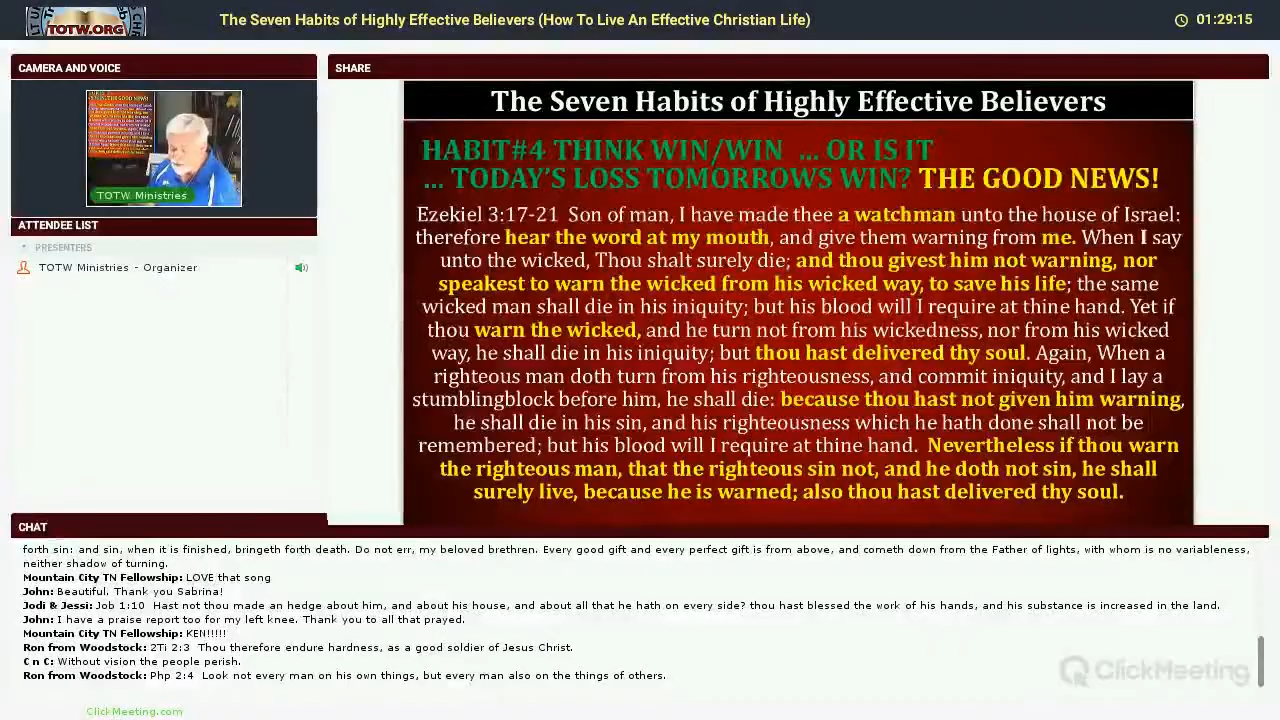 TOTW.ORG
The Seven Habits of Highly Effective Believers (How To Live An Effective Christian Life)
01:29:15
CAMERA AND VOICE
TOTW Ministries
ATTENDEE LIST
PRESENTERS
TOTW Ministries - Organizer
SHARE
The Seven Habits of Highly Effective Believers
HABIT#4 THINK WIN/WIN ... OR IS IT
... TODAY'S LOSS TOMORROWS WIN? THE GOOD NEWS!
Ezekiel 3:17-21 Son of man, I have made thee a watchman unto the house of Israel:
therefore hear the word at my mouth, and give them warning from me. When I say
unto the wicked, Thou shalt surely die; and thou givest him not warning, nor
speakest to warn the wicked from his wicked way, to save his life; the same
wicked man shall die in his iniquity; but his blood will I require at thine hand. Yet if
thou warn the wicked, and he turn not from his wickedness, nor from his wicked
way, he shall die in his iniquity; but thou hast delivered thy soul. Again, When a
righteous man doth turn from his righteousness, and commit iniquity, and I lay a
stumblingblock before him, he shall die: because thou hast not given him warning,
he shall die in his sin, and his righteousness which he hath done shall not be
remembered; but his blood will I require at thine hand. Nevertheless if thou warn
the righteous man, that the righteous sin not, and he doth not sin, he shall
surely live, because he is warned; also thou hast delivered thy soul.
CHAT
forth sin: and sin, when it is finished, bringeth forth death. Do not err, my beloved brethren. Every good gift and every perfect gift is from above, and cometh down from the Father of lights, with whom is no variableness,
neither shadow of turning.
Mountain City TN Fellowship: LOVE that song
John: Beautiful. Thank you Sabrina!
Jodi & Jessi: Job 1:10 Hast not thou made an hedge about him, and about his house, and about all that he hath on every side? thou hast blessed the work of his hands, and his substance is increased in the land.
John: I have a praise report too for my left knee. Thank you to all that prayed.
Mountain City TN Fellowship: KEN!!!!!
Ron from Woodstock: 2Ti 2:3 Thou therefore endure hardness, as a good soldier of Jesus Christ.
C n C: Without vision the people perish.
Ron from Woodstock: Php 2:4 Look not every man on his own things, but every man also on the things of others.
ClickMeeting
ClickMeeting.com